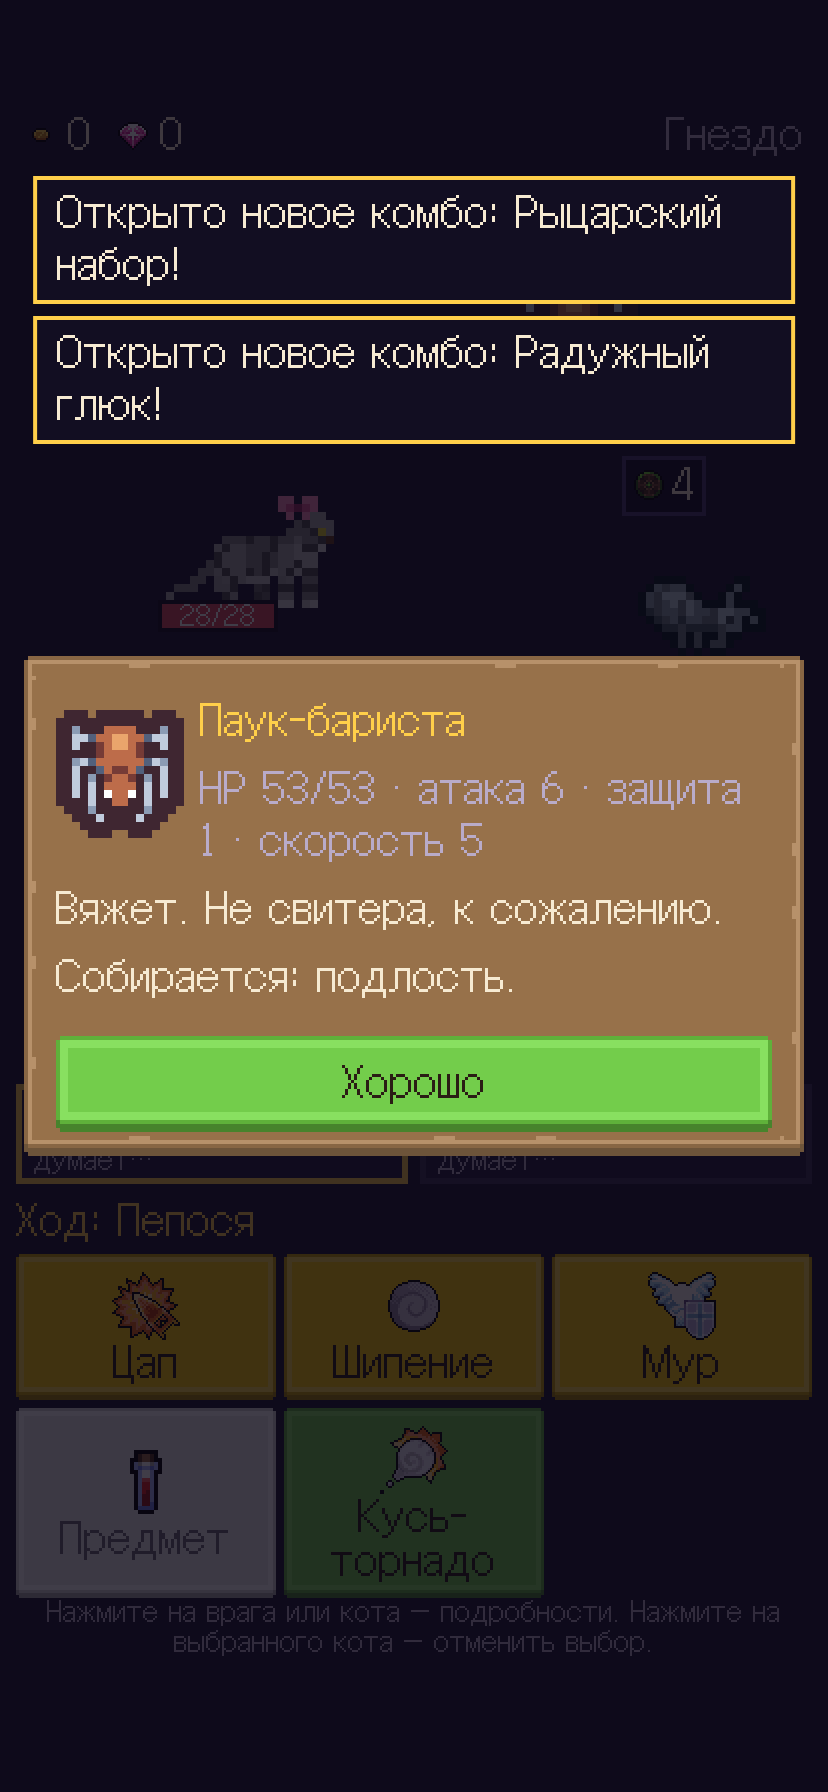 0 0 Гнездо
Открыто новое комбо: Рыцарский
набор!
Открыто новое комбо: Радужный
глюк!
4
28/28
Паук-бариста
HP 53/53 · атака 6 · защита
1 · скорость 5
Вяжет. Не свитера, к сожалению.
Собирается: подлость.
Хорошо
думает... думает...
Ход: Пепося
Цап Шипение Мур
Предмет Кусь-
торнадо
Нажмите на врага или кота — подробности. Нажмите на
выбранного кота — отменить выбор.